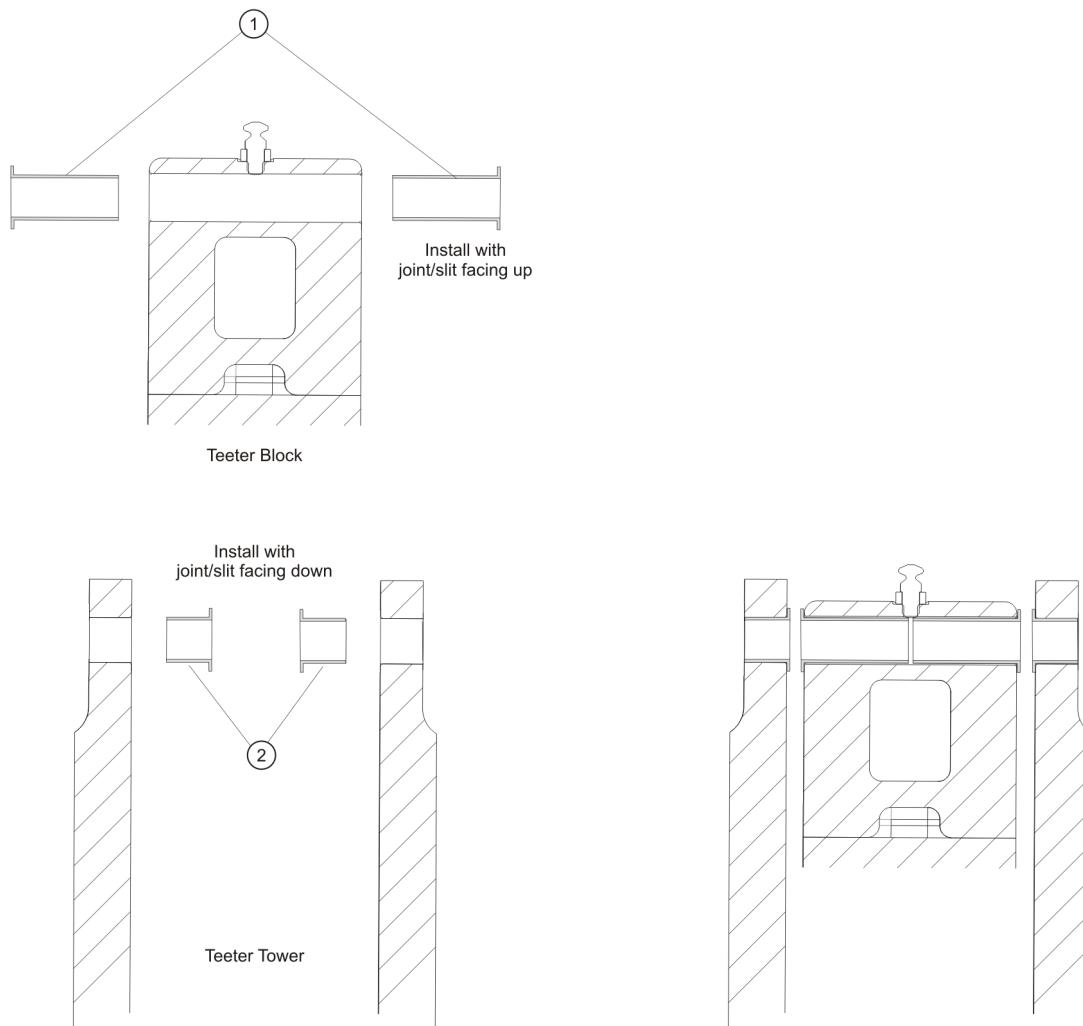 1
Install with
joint/slit facing up
Teeter Block
Install with
joint/slit facing down
2
Teeter Tower